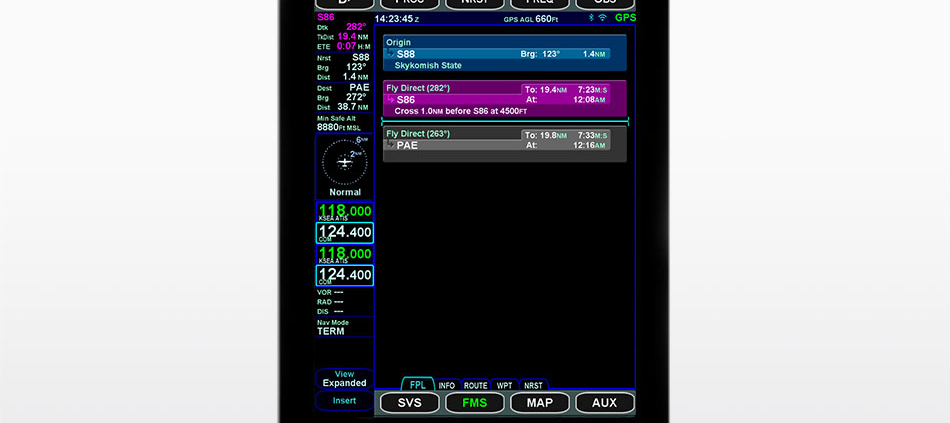 PROC NRST FREQ OBS
S86 14:23:45 Z GPS AGL 660FT GPS
Dtk 282°
TkDist 19.4 NM
ETE 0:07 H:M
Nrst S88
Brg 123°
Dist 1.4 NM
Dest PAE
Brg 272°
Dist 38.7 NM
Min Safe Alt
8880FT MSL
6NM
2NM
Normal
118.000
KSEA ATIS
124.400
COM
118.000
KSEA ATIS
124.400
COM
VOR ---
RAD ---
DIS ---
Nav Mode
TERM
View
Expanded
Insert
Origin
S88 Brg: 123° 1.4NM
Skykomish State
Fly Direct (282°) To: 19.4NM 7:23M:S
S86 At: 12:08AM
Cross 1.0NM before S86 at 4500FT
Fly Direct (263°) To: 19.8NM 7:33M:S
PAE At: 12:16AM
FPL INFO ROUTE WPT NRST
SVS FMS MAP AUX